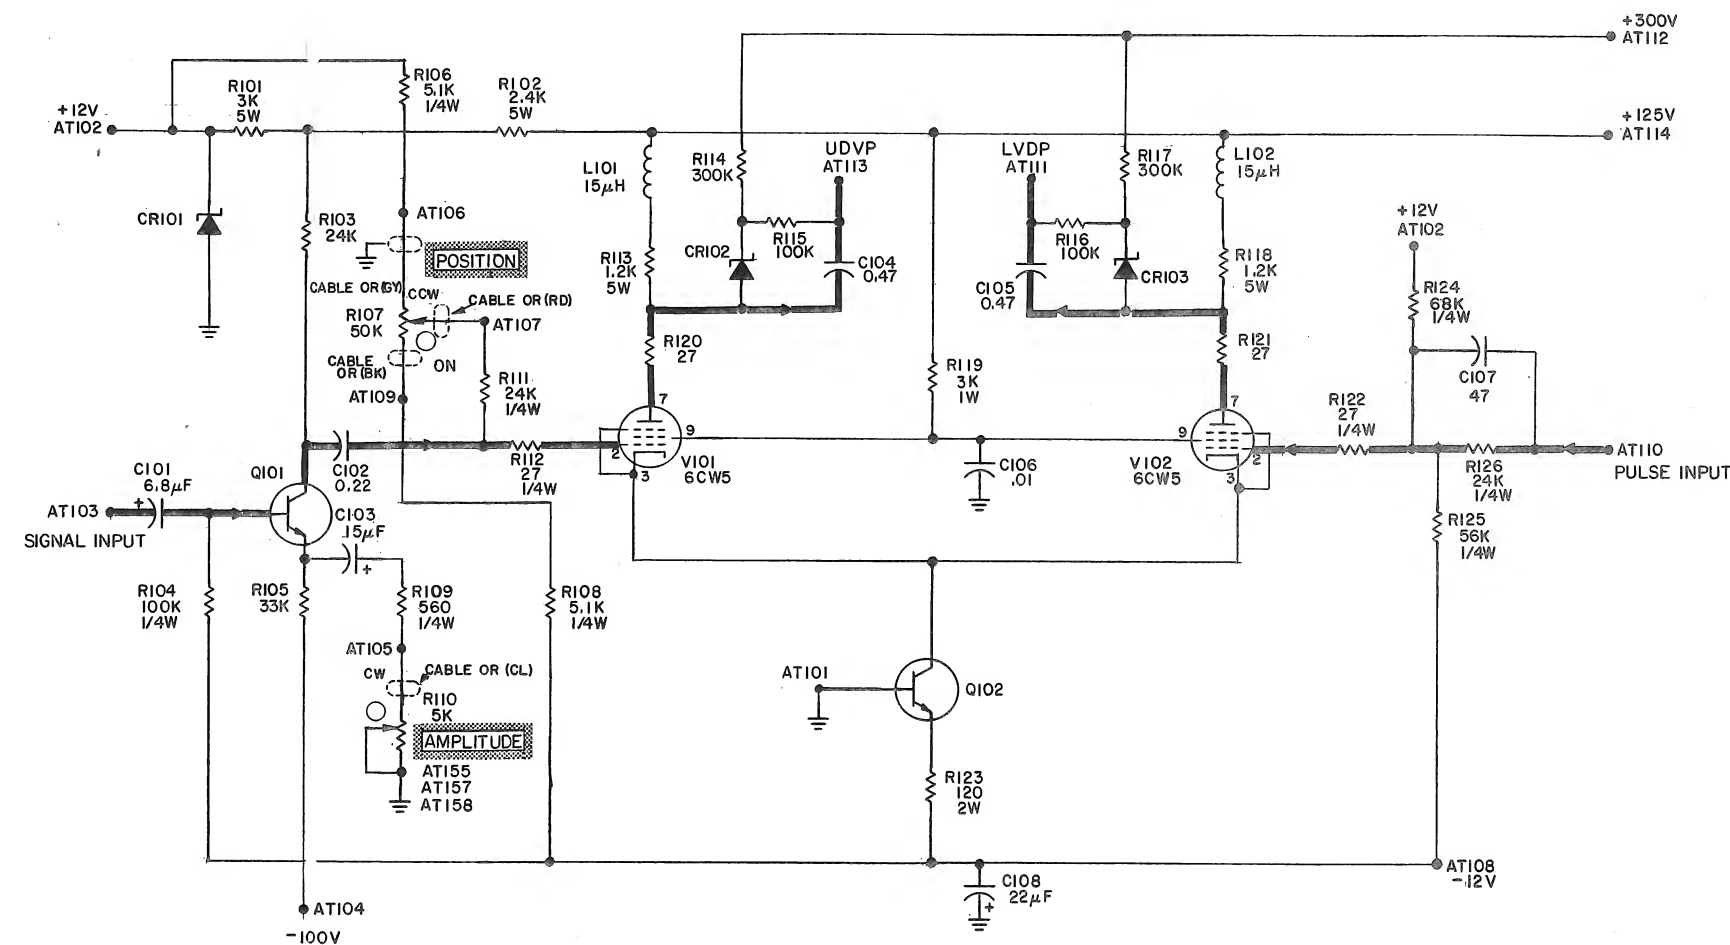 +300V
AT112
R106
5.1K
1/4W
R101
3K
5W
R102
2.4K
5W
+12V
AT102
+125V
AT114
L101
15μH
R114
300K
UDVP
AT113
LVDP
AT111
R117
300K
L102
15μH
CR101
R103
24K
AT106
POSITION
R113
1.2K
5W
CR102
R115
100K
C104
0.47
R116
100K
C105
0.47
CR103
R118
1.2K
5W
+12V
AT102
R124
68K
1/4W
CABLE OR(GY)
CCW
CABLE OR(RD)
R107
50K
AT107
CABLE
OR(BK)
ON
AT109
R111
24K
1/4W
R120
27
R119
3K
1W
R121
27
C107
47
R122
27
1/4W
7
9
2
3
V101
6CW5
7
9
2
3
V102
6CW5
C106
.01
AT110
PULSE INPUT
R126
24K
1/4W
R125
56K
1/4W
C101
6.8μF
+
Q101
C102
0.22
R112
27
1/4W
AT103
SIGNAL INPUT
C103
15μF
+
R104
100K
1/4W
R105
33K
R109
560
1/4W
R108
5.1K
1/4W
AT105
CW
CABLE OR (CL)
R110
5K
AMPLITUDE
AT155
AT157
AT158
AT101
Q102
R123
120
2W
AT108
-12V
C108
22μF
+
AT104
-100V